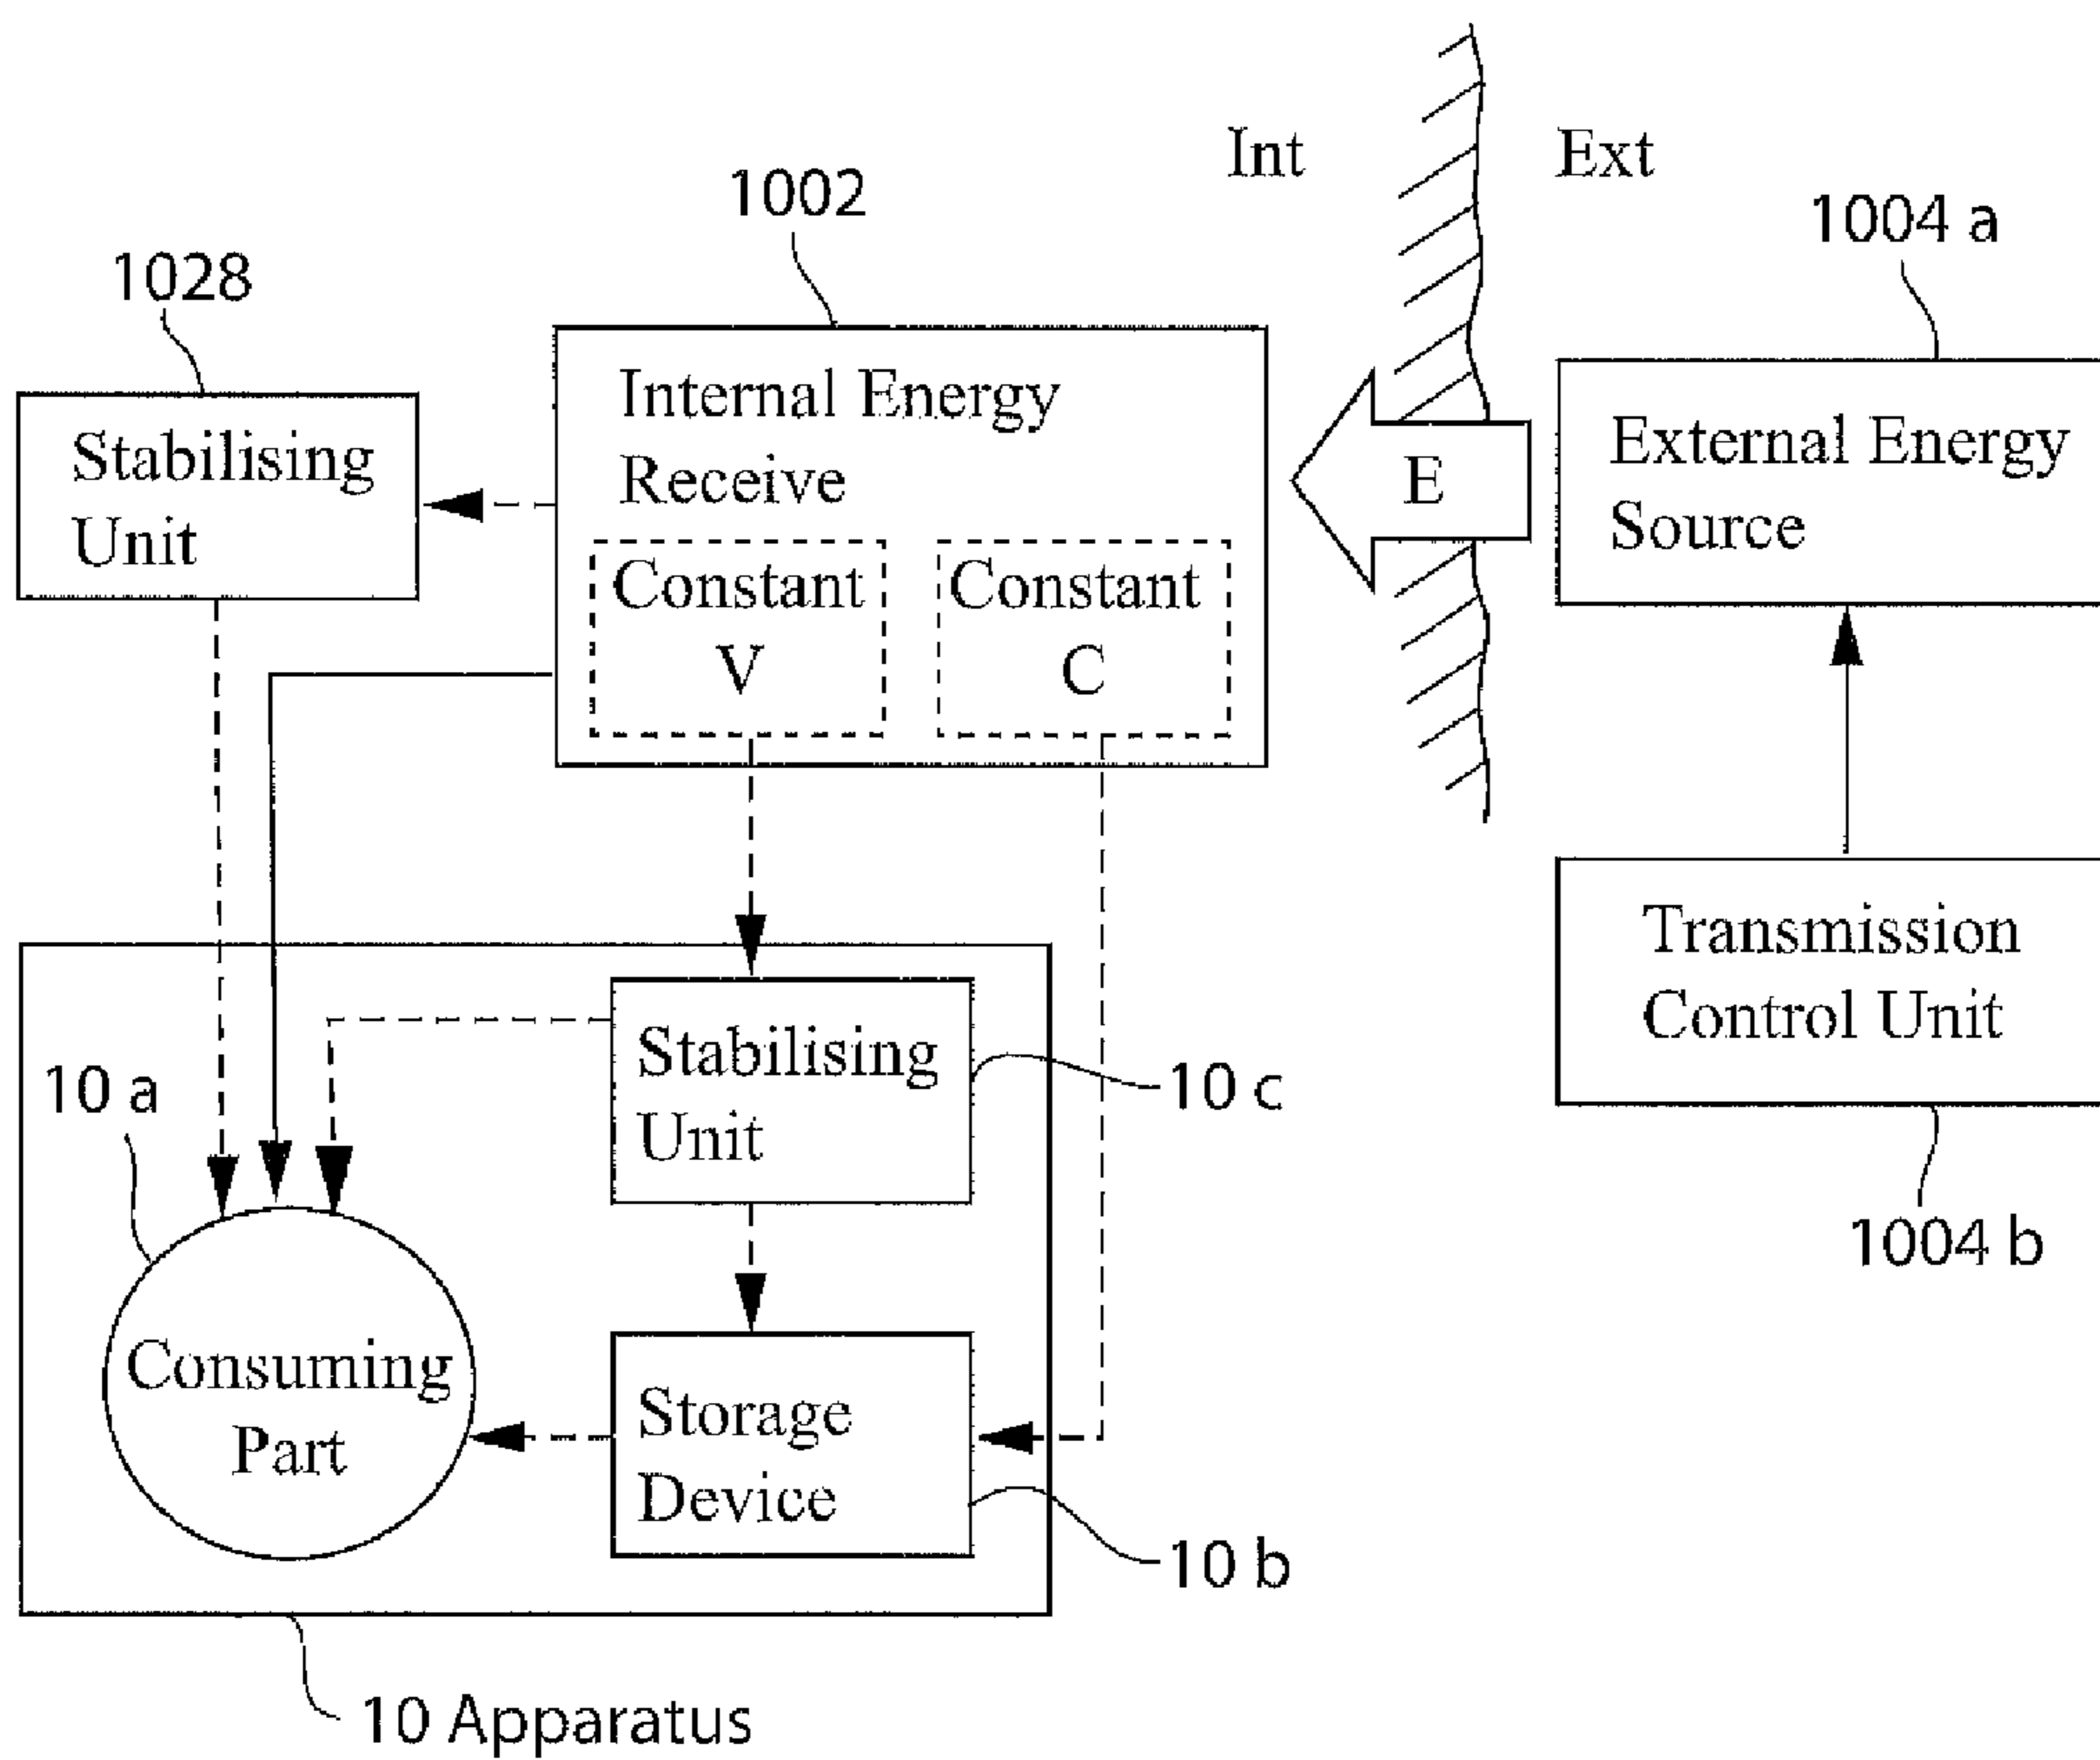 Int
Ext
1002
1004 a
1028
Internal Energy
Receive
Stabilising
Unit
E
External Energy
Source
Constant
V
Constant
C
Transmission
Control Unit
Stabilising
Unit
10 a
10 c
1004 b
Consuming
Part
Storage
Device
10 b
10 Apparatus